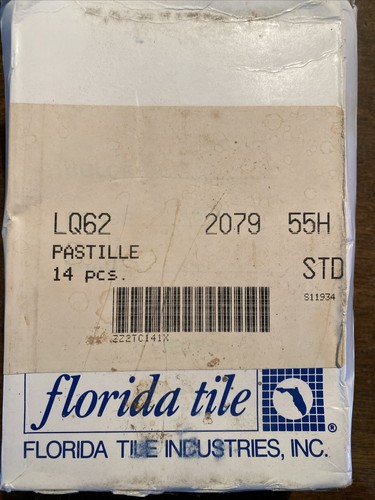 LQ62 2079 55H
PASTILLE
14 pcs. STD
S11934
ZZ2TC141X
florida tile ®
FLORIDA TILE INDUSTRIES, INC.